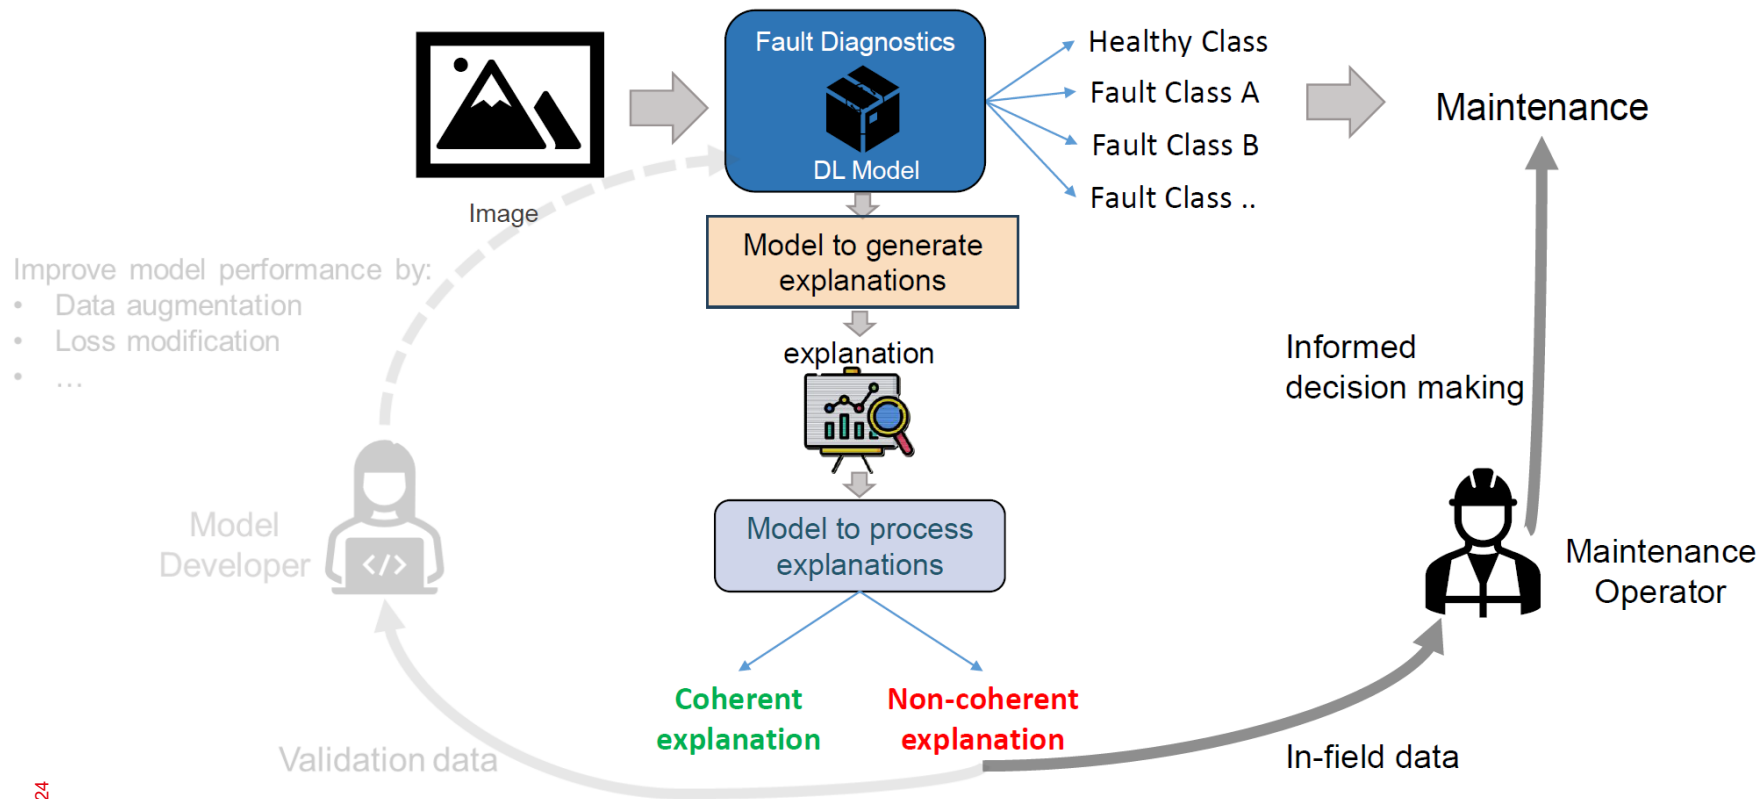 Fault Diagnostics
DL Model
Image
Healthy Class
Fault Class A
Fault Class B
Fault Class ..
Maintenance
Model to generate
explanations
explanation
Improve model performance by:
• Data augmentation
• Loss modification
• ...
Informed
decision making
Model
Developer
</>
Model to process
explanations
Maintenance
Operator
Coherent
explanation
Non-coherent
explanation
Validation data
In-field data
24